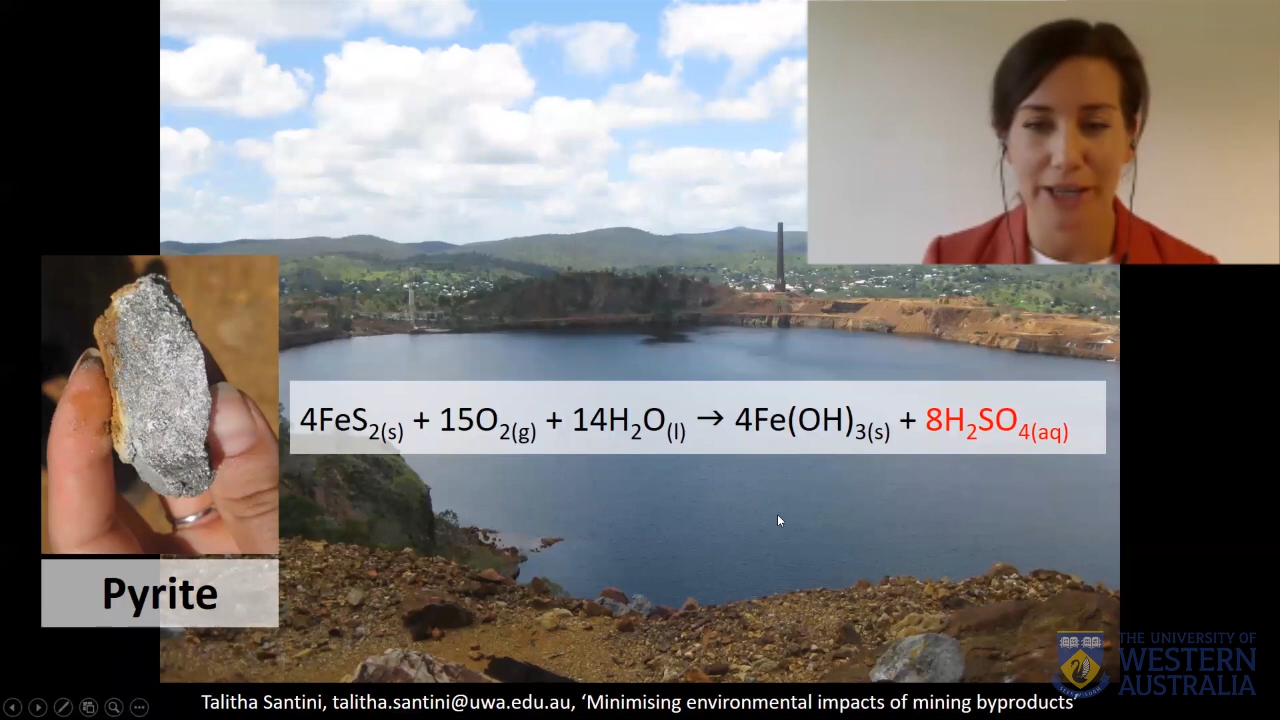 4FeS2(s) + 15O2(g) + 14H2O(l) → 4Fe(OH)3(s) + 8H2SO4(aq)
Pyrite
THE UNIVERSITY OF
WESTERN
AUSTRALIA
Talitha Santini, talitha.santini@uwa.edu.au, ‘Minimising environmental impacts of mining byproducts’